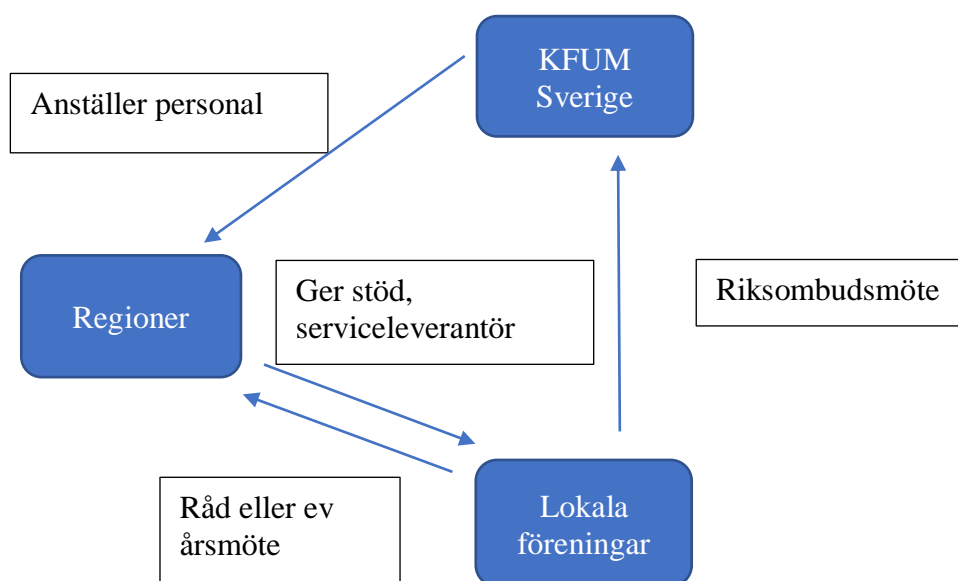 KFUM
Sverige
Anställer personal
Regioner
Ger stöd,
serviceleverantör
Riksombudsmöte
Råd eller ev
årsmöte
Lokala
föreningar